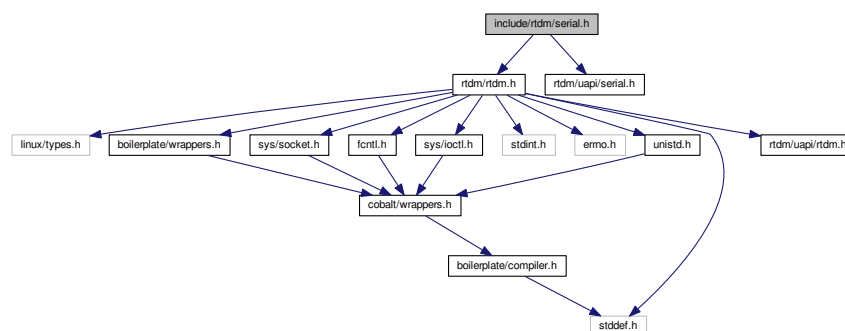 include/rtdm/serial.h
rtdm/rtdm.h
rtdm/uapi/serial.h
linux/types.h
boilerplate/wrappers.h
sys/socket.h
fcntl.h
sys/ioctl.h
stdint.h
errno.h
unistd.h
rtdm/uapi/rtdm.h
cobalt/wrappers.h
boilerplate/compiler.h
stddef.h